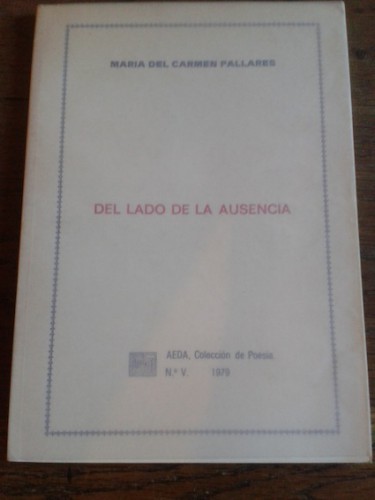 MARIA DEL CARMEN PALLARES
DEL LADO DE LA AUSENCIA
AEDA, Colección de Poesía
N.º V. 1979